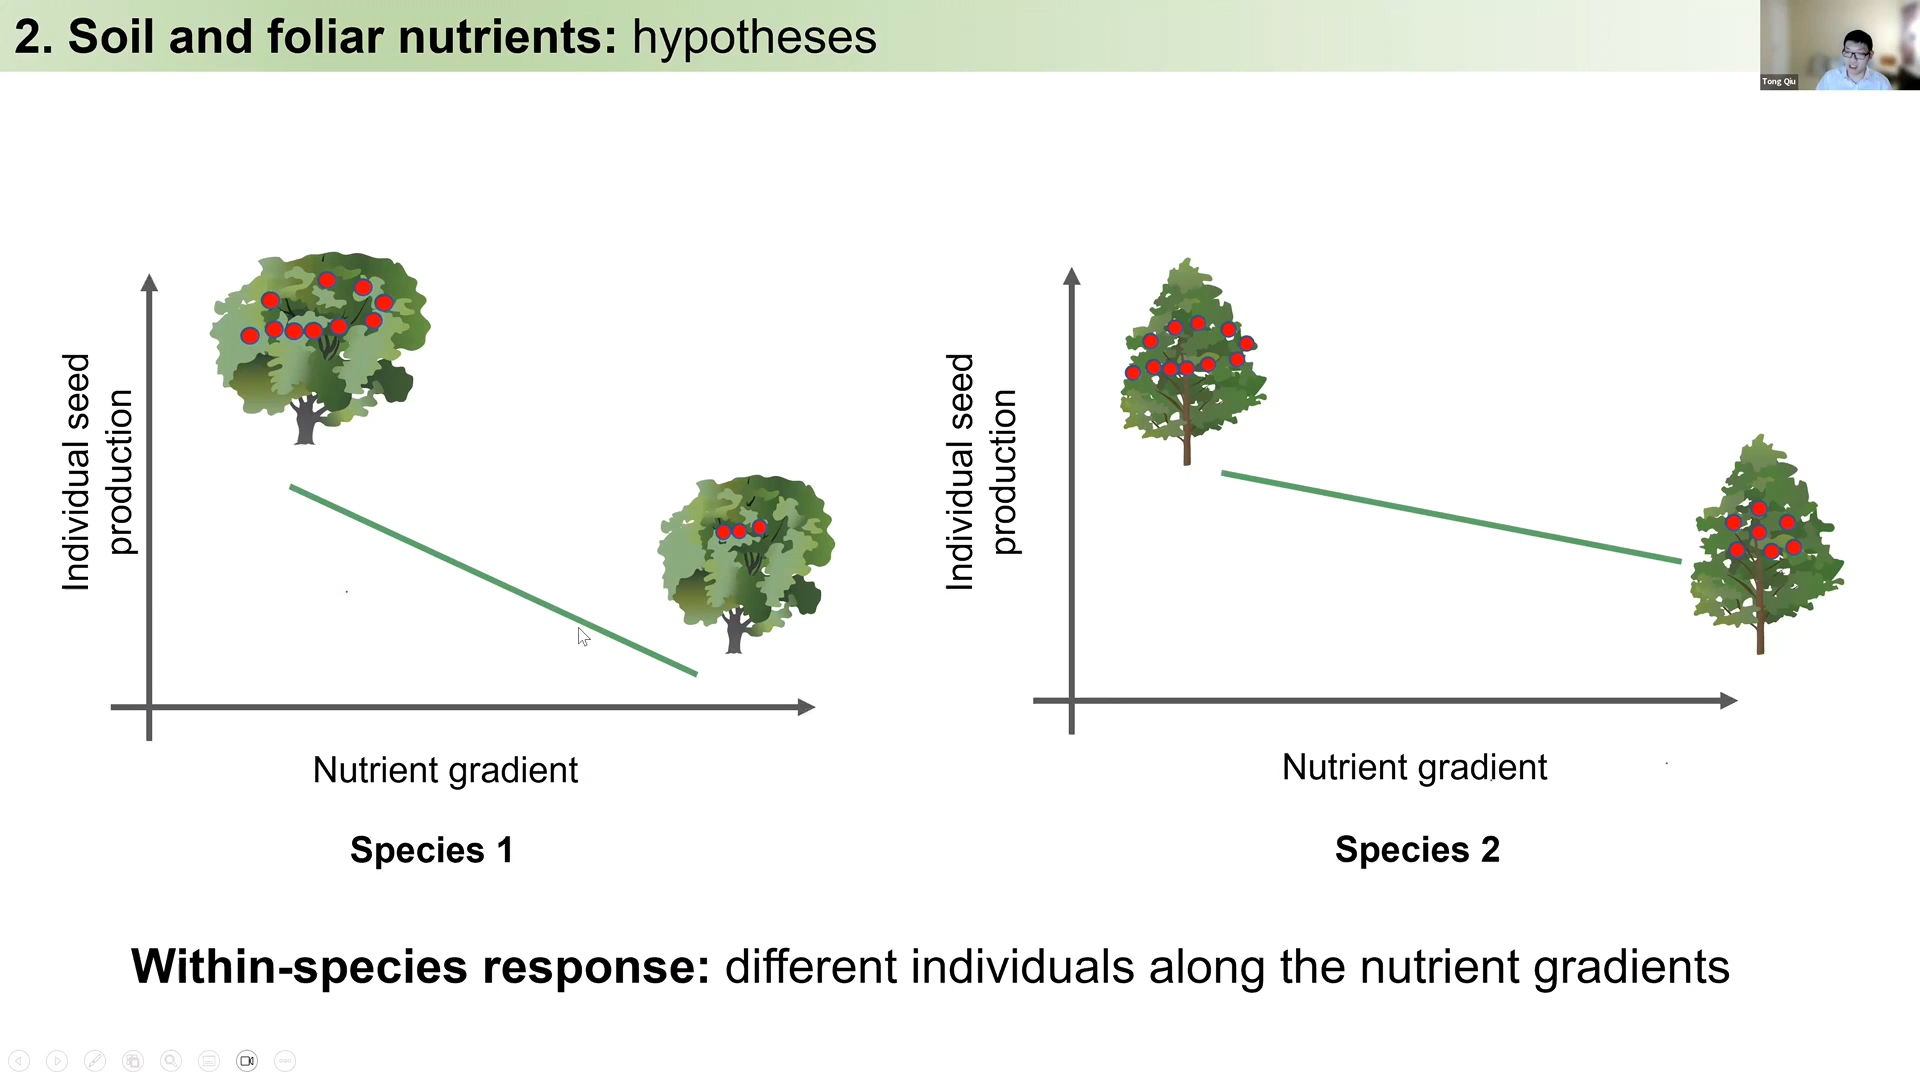 2. Soil and foliar nutrients: hypotheses
Tong Qiu
Individual seed
production
Nutrient gradient
Species 1
Individual seed
production
Nutrient gradient
Species 2
Within-species response: different individuals along the nutrient gradients